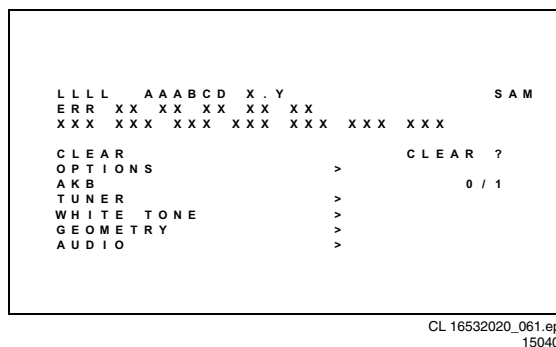 LLLL AAABCD X.Y SAM
ERR XX XX XX XX XX
XXX XXX XXX XXX XXX XXX XXX
CLEAR CLEAR ?
OPTIONS >
AKB 0/1
TUNER >
WHITE TONE >
GEOMETRY >
AUDIO >
CL 16532020_061.ep
15040